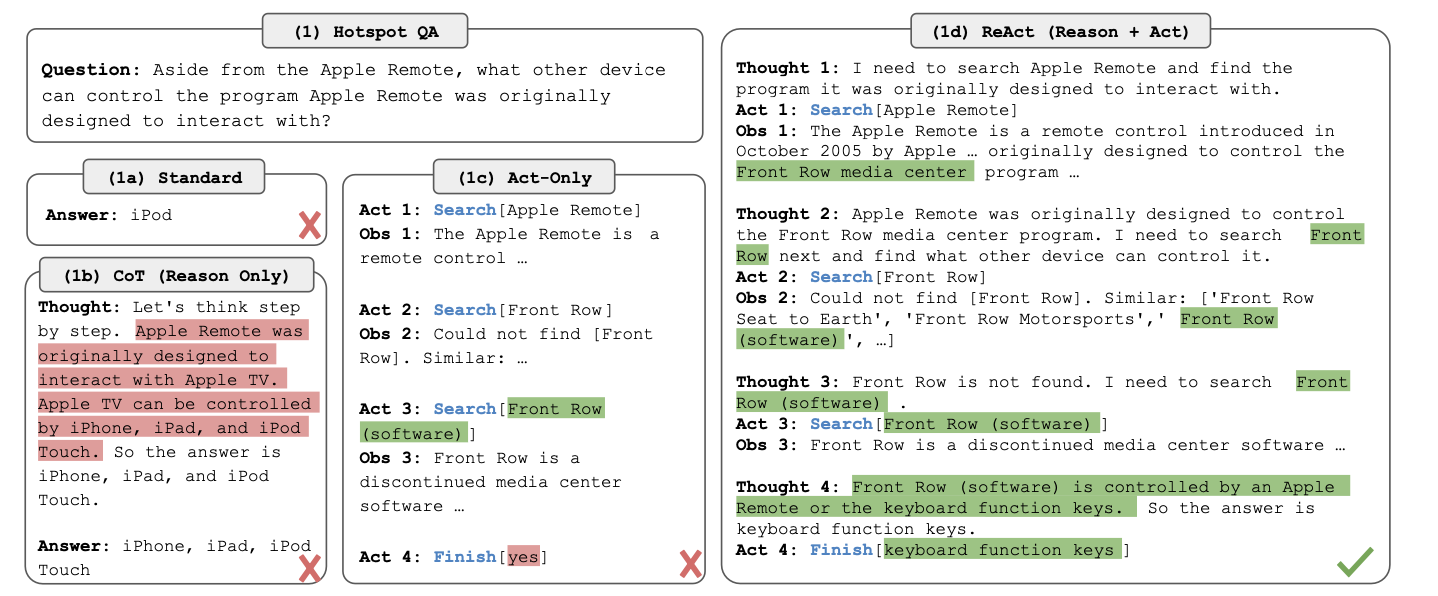 (1) Hotspot QA
Question: Aside from the Apple Remote, what other device
can control the program Apple Remote was originally
designed to interact with?
(1a) Standard
Answer: iPod
(1b) CoT (Reason Only)
Thought: Let's think step
by step. Apple Remote was
originally designed to
interact with Apple TV.
Apple TV can be controlled
by iPhone, iPad, and iPod
Touch. So the answer is
iPhone, iPad, and iPod
Touch.
Answer: iPhone, iPad, iPod
Touch
(1c) Act-Only
Act 1: Search[Apple Remote]
Obs 1: The Apple Remote is a
remote control …
Act 2: Search[Front Row]
Obs 2: Could not find [Front
Row]. Similar: …
Act 3: Search[Front Row
(software)]
Obs 3: Front Row is a
discontinued media center
software …
Act 4: Finish[yes]
(1d) ReAct (Reason + Act)
Thought 1: I need to search Apple Remote and find the
program it was originally designed to interact with.
Act 1: Search[Apple Remote]
Obs 1: The Apple Remote is a remote control introduced in
October 2005 by Apple … originally designed to control the
Front Row media center program …
Thought 2: Apple Remote was originally designed to control
the Front Row media center program. I need to search Front
Row next and find what other device can control it.
Act 2: Search[Front Row]
Obs 2: Could not find [Front Row]. Similar: ['Front Row
Seat to Earth', 'Front Row Motorsports',' Front Row
(software)', …]
Thought 3: Front Row is not found. I need to search Front
Row (software) .
Act 3: Search[Front Row (software) ]
Obs 3: Front Row is a discontinued media center software …
Thought 4: Front Row (software) is controlled by an Apple
Remote or the keyboard function keys. So the answer is
keyboard function keys.
Act 4: Finish[keyboard function keys ]